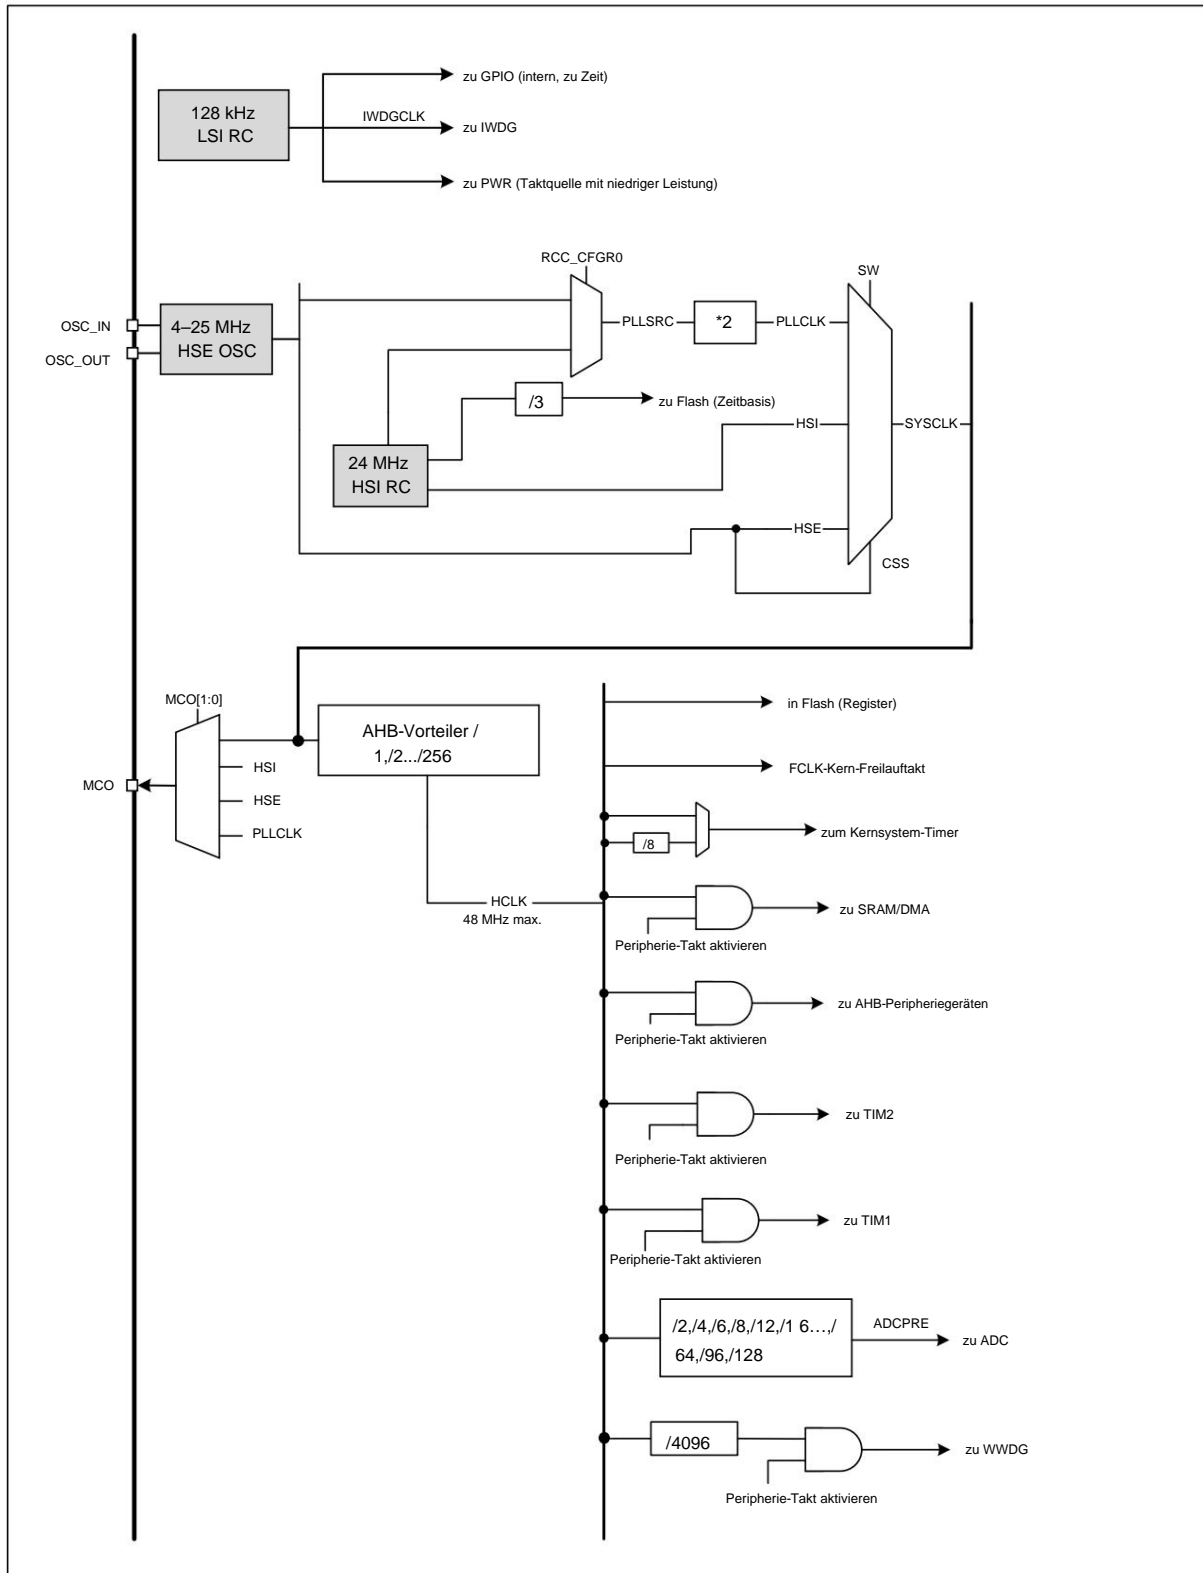 zu GPIO (intern, zu Zeit)
128 kHz
LSI RC
IWDGCLK
zu IWDG
zu PWR (Taktquelle mit niedriger Leistung)
RCC_CFGR0
SW
OSC_IN
OSC_OUT
4–25 MHz
HSE OSC
PLLSRC
*2
PLLCLK
/3
zu Flash (Zeitbasis)
HSI
SYSCLK
24 MHz
HSI RC
HSE
CSS
MCO[1:0]
in Flash (Register)
AHB-Vorteiler /
1,/2.../256
HSI
FCLK-Kern-Freilauftakt
MCO
HSE
PLLCLK
zum Kernsystem-Timer
/8
HCLK
48 MHz max.
zu SRAM/DMA
Peripherie-Takt aktivieren
zu AHB-Peripheriegeräten
Peripherie-Takt aktivieren
zu TIM2
Peripherie-Takt aktivieren
zu TIM1
Peripherie-Takt aktivieren
/2,/4,/6,/8,/12,/1 6…,/
64,/96,/128
ADCPRE
zu ADC
/4096
zu WWDG
Peripherie-Takt aktivieren